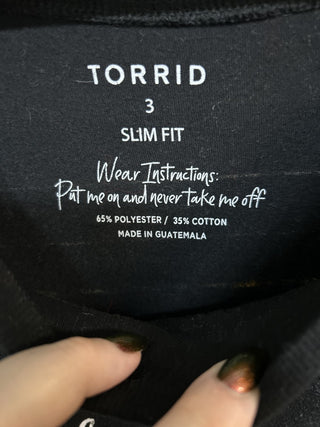 TORRID
3
SLIM FIT
Wear Instructions:
Put me on and never take me off
65% POLYESTER / 35% COTTON
MADE IN GUATEMALA